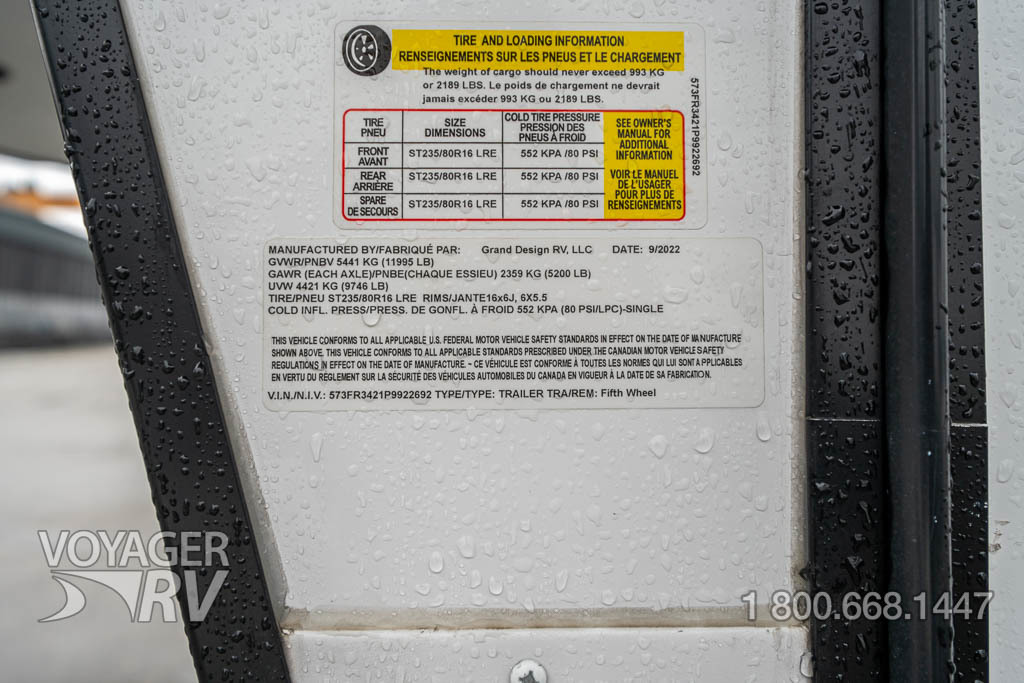 TIRE AND LOADING INFORMATION
RENSEIGNEMENTS SUR LES PNEUS ET LE CHARGEMENT
The weight of cargo should never exceed 993 KG
or 2189 LBS. Le poids de chargement ne devrait
jamais excéder 993 KG ou 2189 LBS.
TIRE PNEU SIZE DIMENSIONS COLD TIRE PRESSURE PRESSION DES PNEUS À FROID
FRONT AVANT ST235/80R16 LRE 552 KPA /80 PSI
REAR ARRIÈRE ST235/80R16 LRE 552 KPA /80 PSI
SPARE DE SECOURS ST235/80R16 LRE 552 KPA /80 PSI
SEE OWNER'S
MANUAL FOR
ADDITIONAL
INFORMATION
VOIR LE MANUEL
DE L'USAGER
POUR PLUS DE
RENSEIGNEMENTS
573FR3421P9922692
MANUFACTURED BY/FABRIQUÉ PAR: Grand Design RV, LLC DATE: 9/2022
GVWR/PNBV 5441 KG (11995 LB)
GAWR (EACH AXLE)/PNBE(CHAQUE ESSIEU) 2359 KG (5200 LB)
UVW 4421 KG (9746 LB)
TIRE/PNEU ST235/80R16 LRE RIMS/JANTE16x6J, 6X5.5
COLD INFL. PRESS/PRESS. DE GONFL. À FROID 552 KPA (80 PSI/LPC)-SINGLE
THIS VEHICLE CONFORMS TO ALL APPLICABLE U.S. FEDERAL MOTOR VEHICLE SAFETY STANDARDS IN EFFECT ON THE DATE OF MANUFACTURE
SHOWN ABOVE. THIS VEHICLE CONFORMS TO ALL APPLICABLE STANDARDS PRESCRIBED UNDER THE CANADIAN MOTOR VEHICLE SAFETY
REGULATIONS IN EFFECT ON THE DATE OF MANUFACTURE. - CE VÉHICULE EST CONFORME À TOUTES LES NORMES QUI LUI SONT APPLICABLES
EN VERTU DU RÉGLEMENT SUR LA SÉCURITÉ DES VÉHICULES AUTOMOBILES DU CANADA EN VIGUEUR À LA DATE DE SA FABRICATION.
V.I.N./N.I.V.: 573FR3421P9922692 TYPE/TYPE: TRAILER TRA/REM: Fifth Wheel
VOYAGER
RV
1 800.668.1447